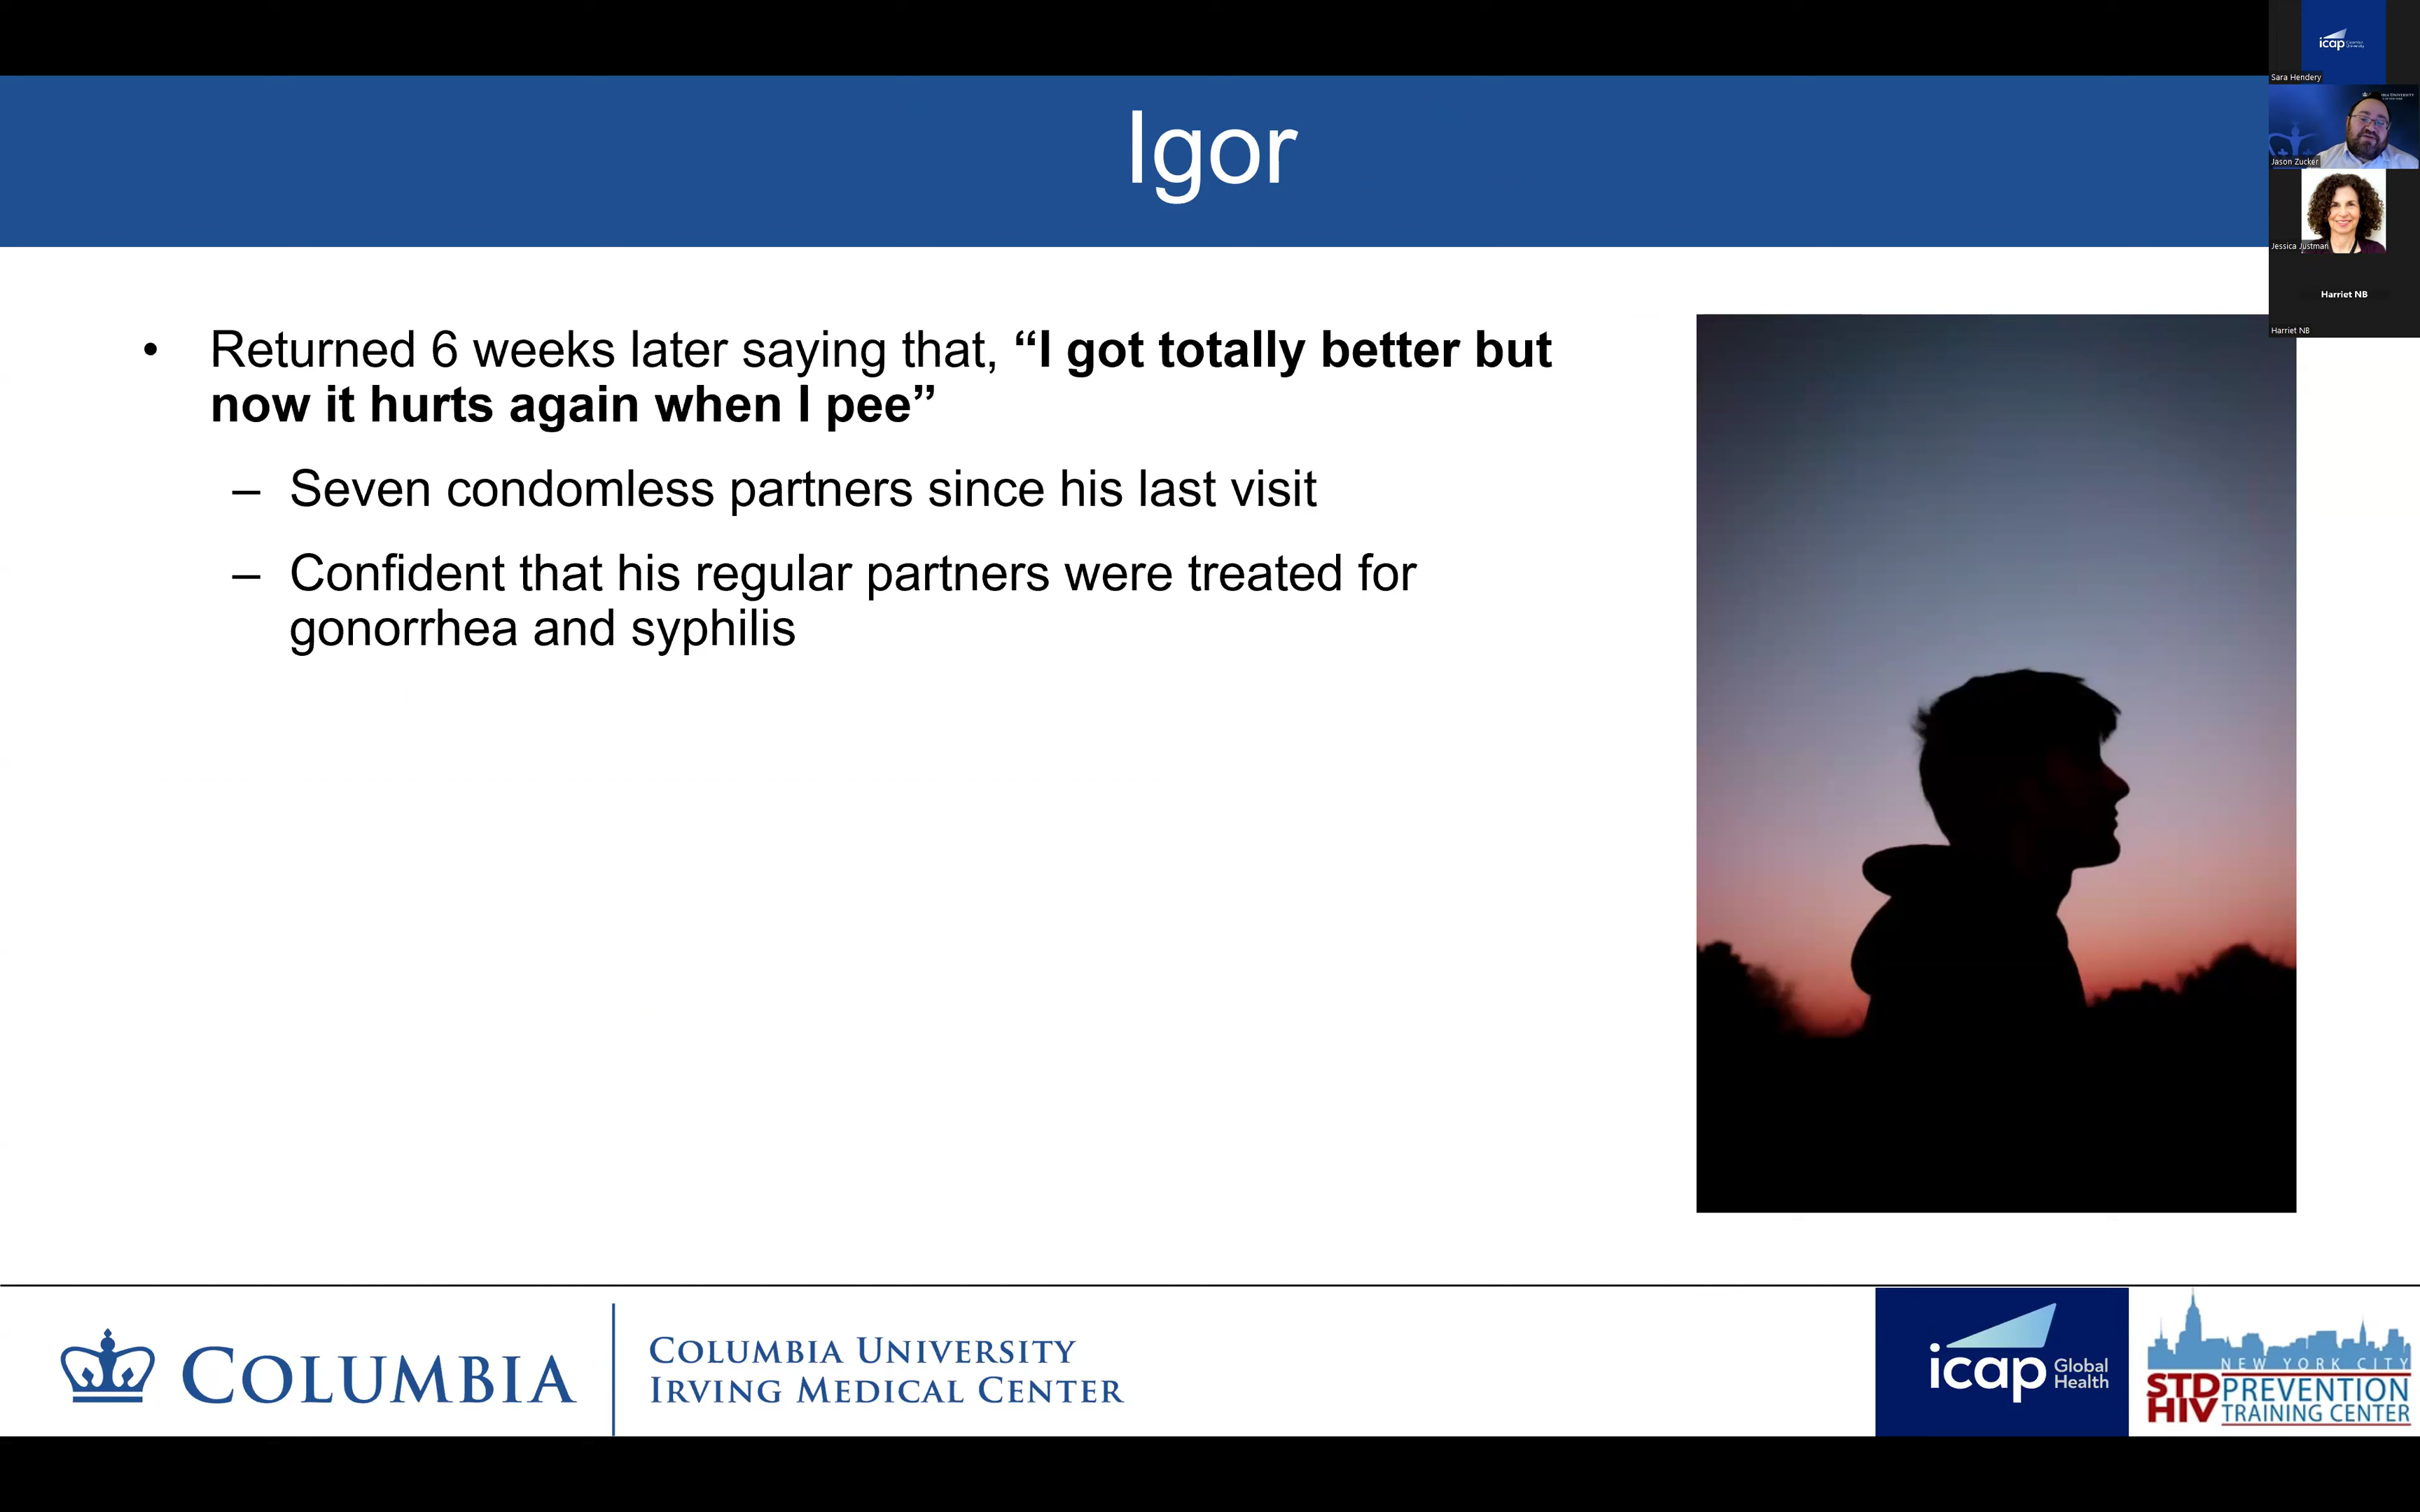 Igor
• Returned 6 weeks later saying that, “I got totally better but
now it hurts again when I pee”
– Seven condomless partners since his last visit
– Confident that his regular partners were treated for
gonorrhea and syphilis
icap
Sara Hendery
Jason Zucker
Jessica Justman
Harriet NB
Harriet NB
COLUMBIA
COLUMBIA UNIVERSITY
IRVING MEDICAL CENTER
icap Global
Health
NEW YORK CITY
STD PREVENTION
HIV TRAINING CENTER